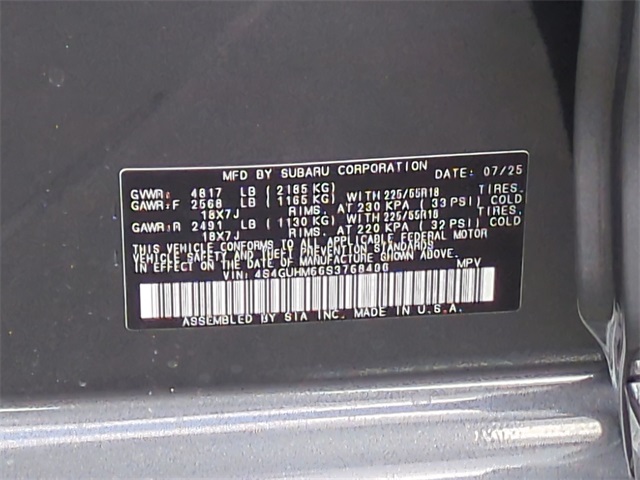 MFD BY SUBARU CORPORATION DATE: 07/25
GVWR: 4817 LB (2185 KG)
GAWR:F 2568 LB (1165 KG) WITH 225/55R18 TIRES.
18X7J RIMS. AT 230 KPA (33 PSI) COLD
GAWR:R 2491 LB (1130 KG) WITH 225/55R18 TIRES.
18X7J RIMS. AT 220 KPA (32 PSI) COLD
THIS VEHICLE CONFORMS TO ALL APPLICABLE FEDERAL MOTOR
VEHICLE SAFETY AND THEFT PREVENTION STANDARDS
IN EFFECT ON THE DATE OF MANUFACTURE SHOWN ABOVE.
VIN: 4S4GUHM66S3768406 MPV
ASSEMBLED BY SIA INC. MADE IN U.S.A.